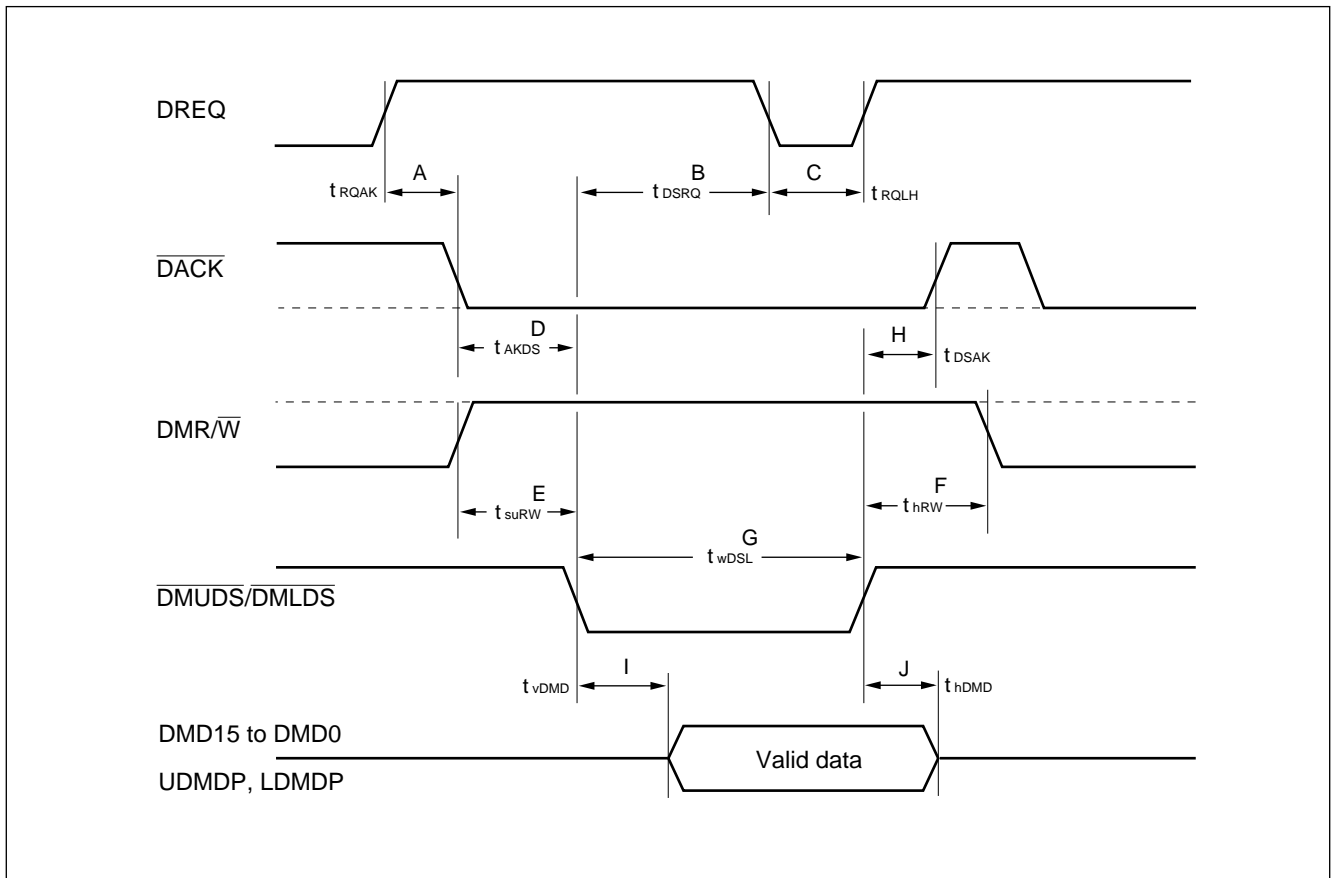 DREQ
A
B
C
t RQAK
t DSRQ
t RQLH
DACK
D
H
t AKDS
t DSAK
DMR/W
E
F
t suRW
t hRW
G
t wDSL
DMUDS/DMLDS
I
J
t vDMD
t hDMD
DMD15 to DMD0
Valid data
UDMDP, LDMDP